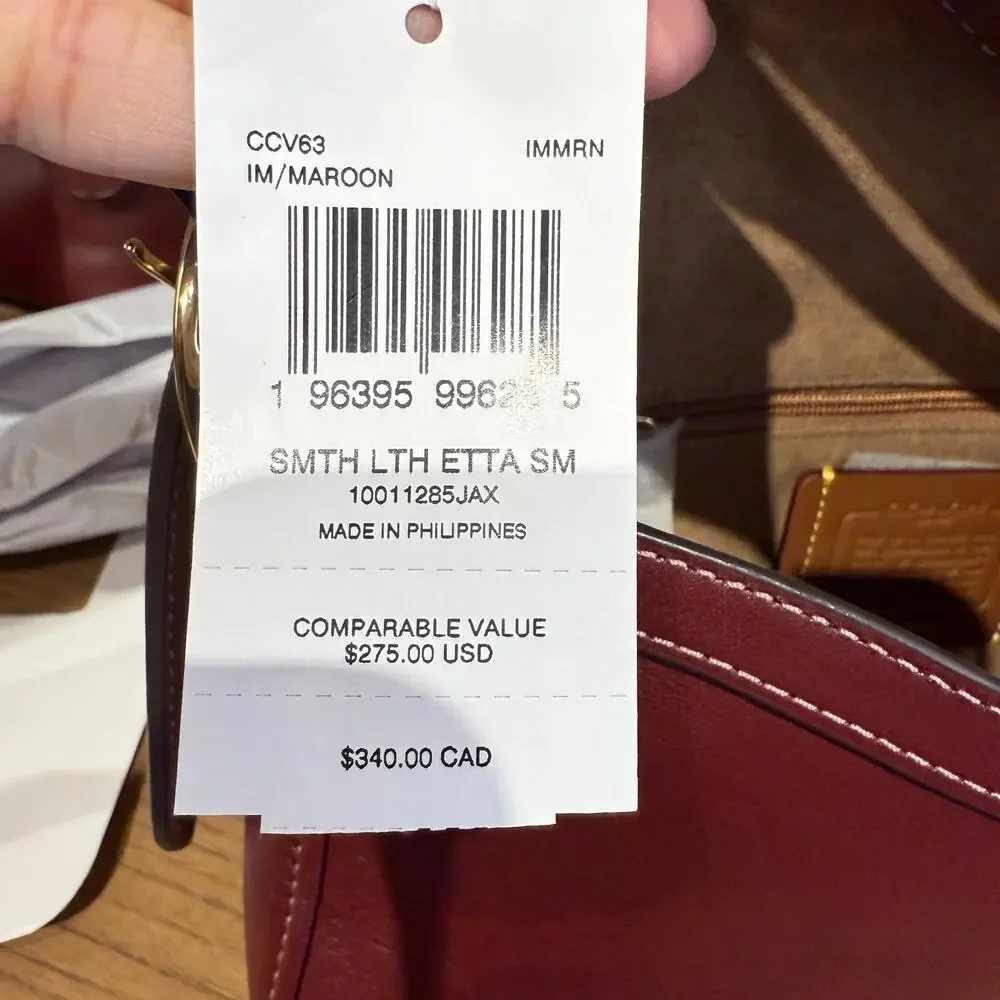 CCV63 IMMRN
IM/MAROON
1 96395 5
SMTH LTH ETTA SM
10011285JAX
MADE IN PHILIPPINES
COMPARABLE VALUE
$275.00 USD
$340.00 CAD